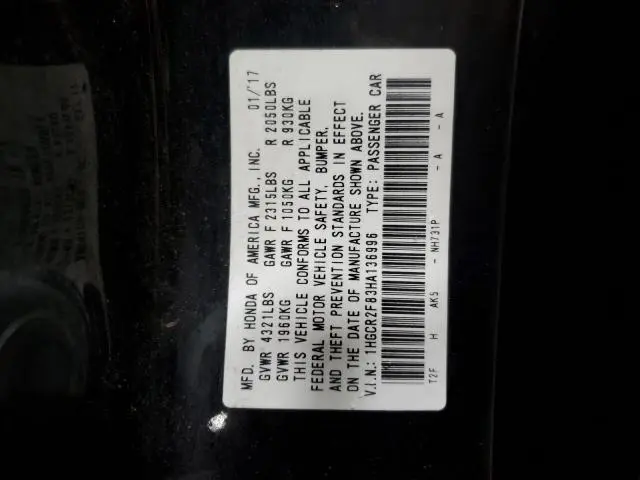 MFD. BY HONDA OF AMERICA MFG., INC. 01/'17
GVWR 4321LBS GAWR F 2315LBS R 2050LBS
GVWR 1960KG GAWR F 1050KG R 930KG
THIS VEHICLE CONFORMS TO ALL APPLICABLE
FEDERAL MOTOR VEHICLE SAFETY, BUMPER,
AND THEFT PREVENTION STANDARDS IN EFFECT
ON THE DATE OF MANUFACTURE SHOWN ABOVE.
V.I.N.: 1HGCR2F83HA136996 TYPE: PASSENGER CAR
T2F H AK5 - NH731P - A - A